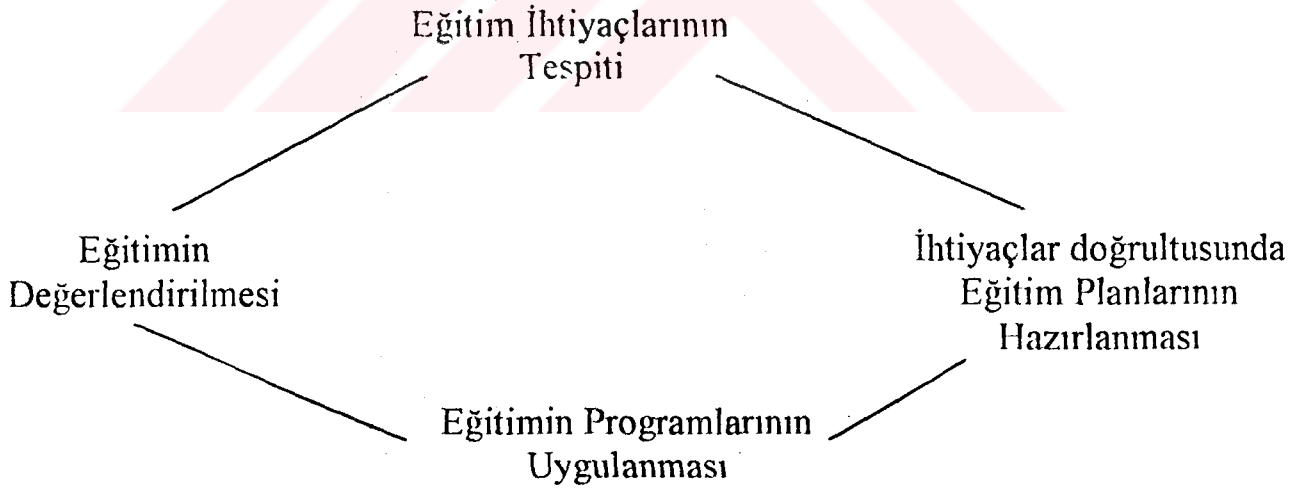 Eğitim İhtiyaçlarının
Tespiti
Eğitimin
Değerlendirilmesi
İhtiyaçlar doğrultusunda
Eğitim Planlarının
Hazırlanması
Eğitimin Programlarının
Uygulanması